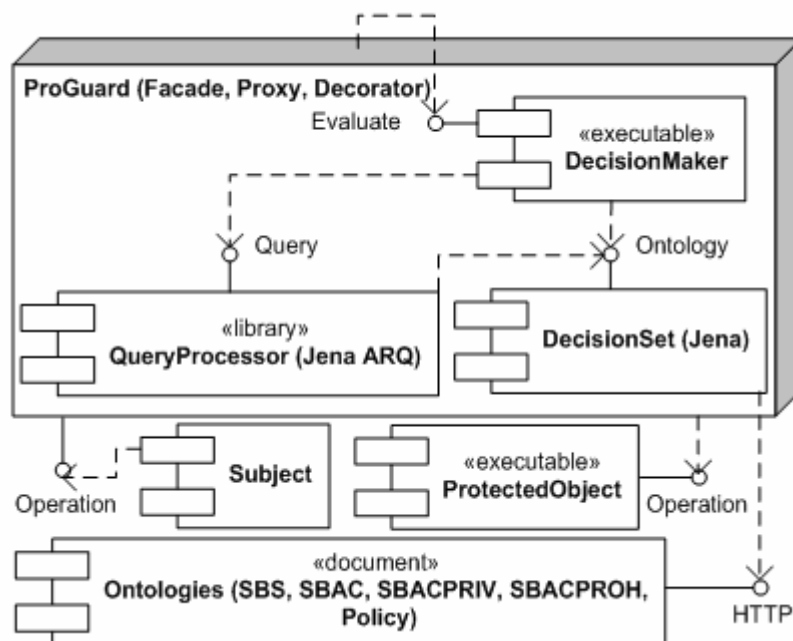 ProGuard (Facade, Proxy, Decorator)
Evaluate
«executable»
DecisionMaker
Query
Ontology
«library»
QueryProcessor (Jena ARQ)
DecisionSet (Jena)
Operation
Subject
«executable»
ProtectedObject
Operation
«document»
Ontologies (SBS, SBAC, SBACPRIV, SBACPROH,
Policy)
HTTP